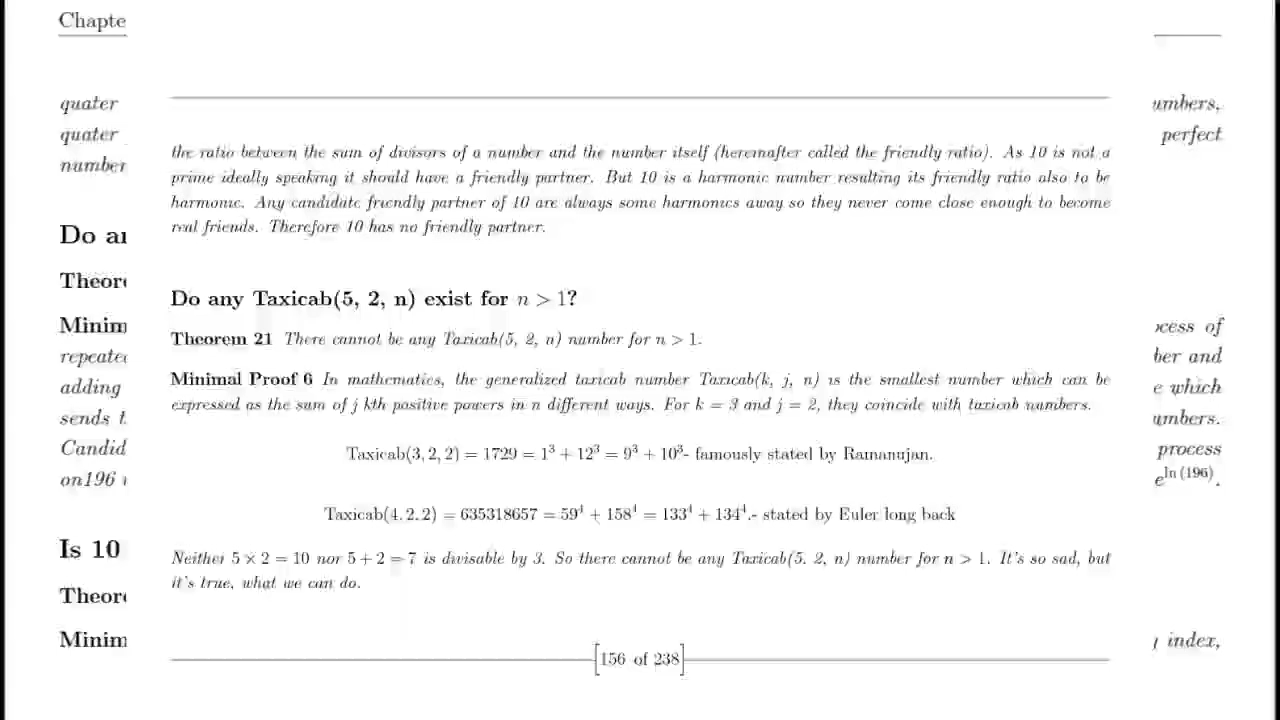 Chapte
quater
umbers,
quater
perfect
number
the ratio between the sum of divisors of a number and the number itself (hereinafter called the friendly ratio). As 10 is not a
prime ideally speaking it should have a friendly partner. But 10 is a harmonic number resulting its friendly ratio also to be
harmonic. Any candidate friendly partner of 10 are always some harmonics away so they never come close enough to become
real friends. Therefore 10 has no friendly partner.
Do ar
Theore
Do any Taxicab(5, 2, n) exist for n > 1?
Minim
ocess of
Theorem 21 There cannot be any Taxicab(5, 2, n) number for n > 1.
repeated
ber and
Minimal Proof 6 In mathematics, the generalized taxicab number Taxicab(k, j, n) is the smallest number which can be
adding
e which
expressed as the sum of j kth positive powers in n different ways. For k = 3 and j = 2, they coincide with taxicab numbers.
sends t
umbers.
Candid
process
Taxicab(3, 2, 2) = 1729 = 1³ + 12³ = 9³ + 10³- famously stated by Ramanujan.
on196
e^ln (196).
Taxicab(4, 2, 2) = 635318657 = 59⁴ + 158⁴ = 133⁴ + 134⁴.- stated by Euler long back
Is 10
Neither 5 × 2 = 10 nor 5 + 2 = 7 is divisable by 3. So there cannot be any Taxicab(5, 2, n) number for n > 1. It's so sad, but
it's true, what we can do.
Theore
Minim
index,
[156 of 238]